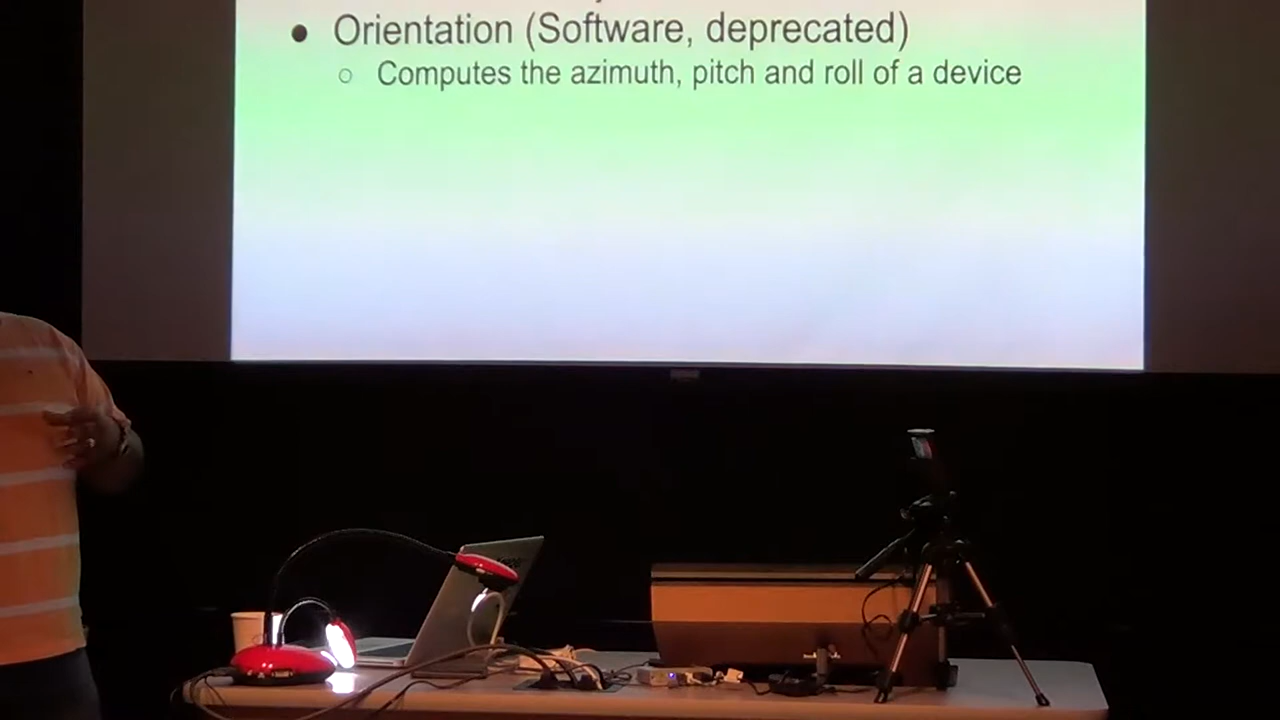 ● Orientation (Software, deprecated)
○ Computes the azimuth, pitch and roll of a device